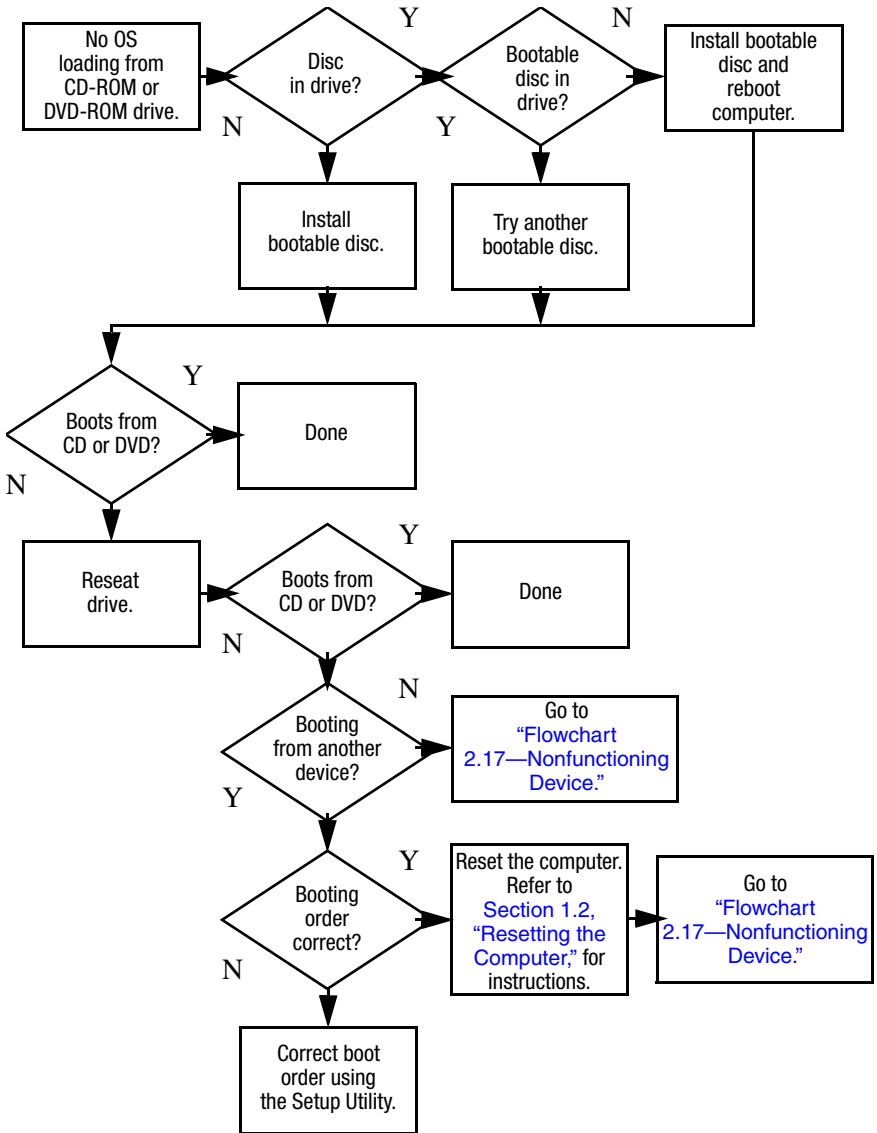 No OS
loading from
CD-ROM or
DVD-ROM drive.
Y
Disc
in drive?
N
N
Bootable
disc in
drive?
Y
Install bootable
disc and
reboot
computer.
Install
bootable disc.
Try another
bootable disc.
Y
Boots from
CD or DVD?
N
Done
Reseat
drive.
Y
Boots from
CD or DVD?
N
Done
N
Booting
from another
device?
Y
Go to
“Flowchart
2.17—Nonfunctioning
Device.”
Y
Booting
order
correct?
N
Reset the computer.
Refer to
Section 1.2,
“Resetting the
Computer,” for
instructions.
Go to
“Flowchart
2.17—Nonfunctioning
Device.”
Correct boot
order using
the Setup Utility.